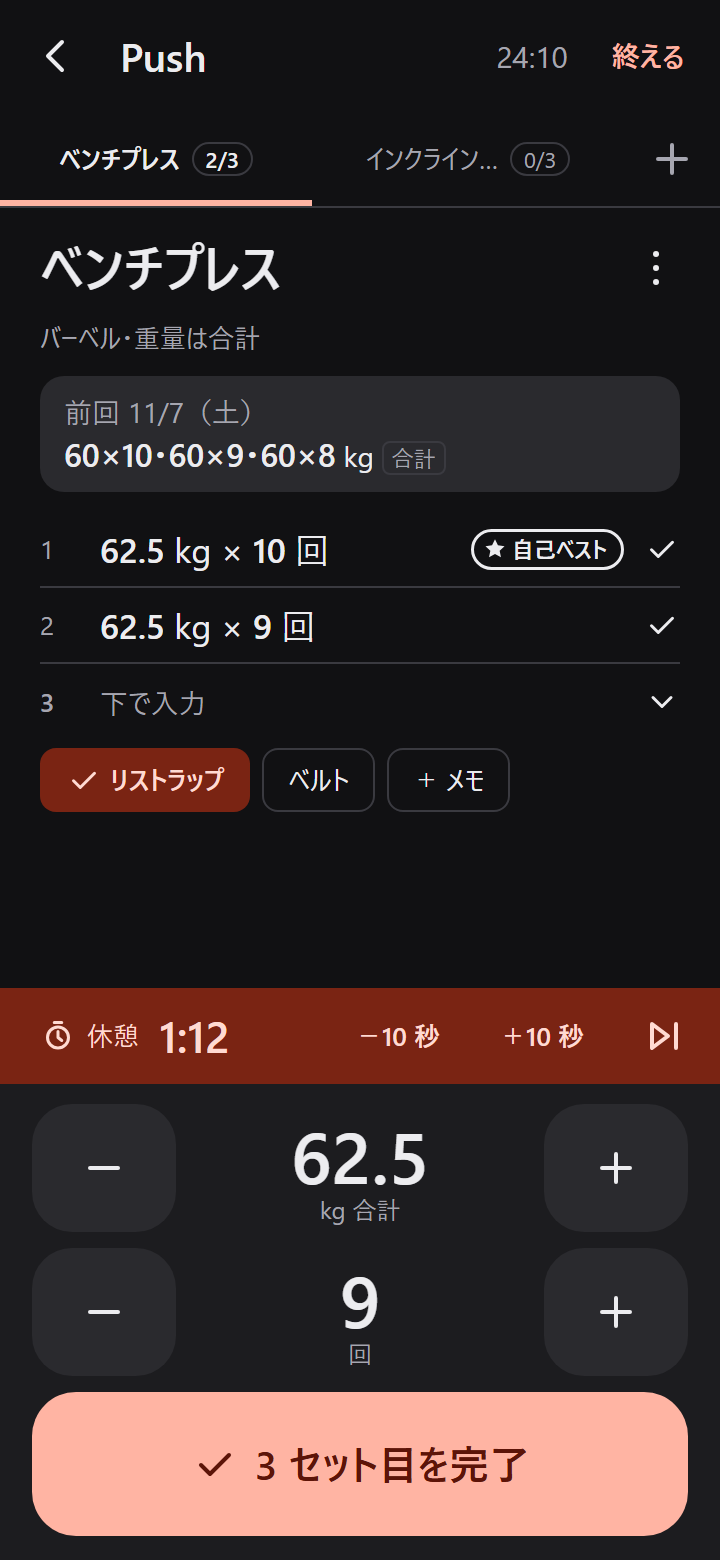 Push 24:10 終える
ベンチプレス 2/3 インクライン… 0/3
ベンチプレス
バーベル・重量は合計
前回 11/7（土）
60×10・60×9・60×8 kg 合計
1 62.5 kg × 10 回 ★ 自己ベスト
2 62.5 kg × 9 回
3 下で入力
リストラップ ベルト ＋ メモ
休憩 1:12 −10 秒 +10 秒
62.5
kg 合計
9
回
3 セット目を完了